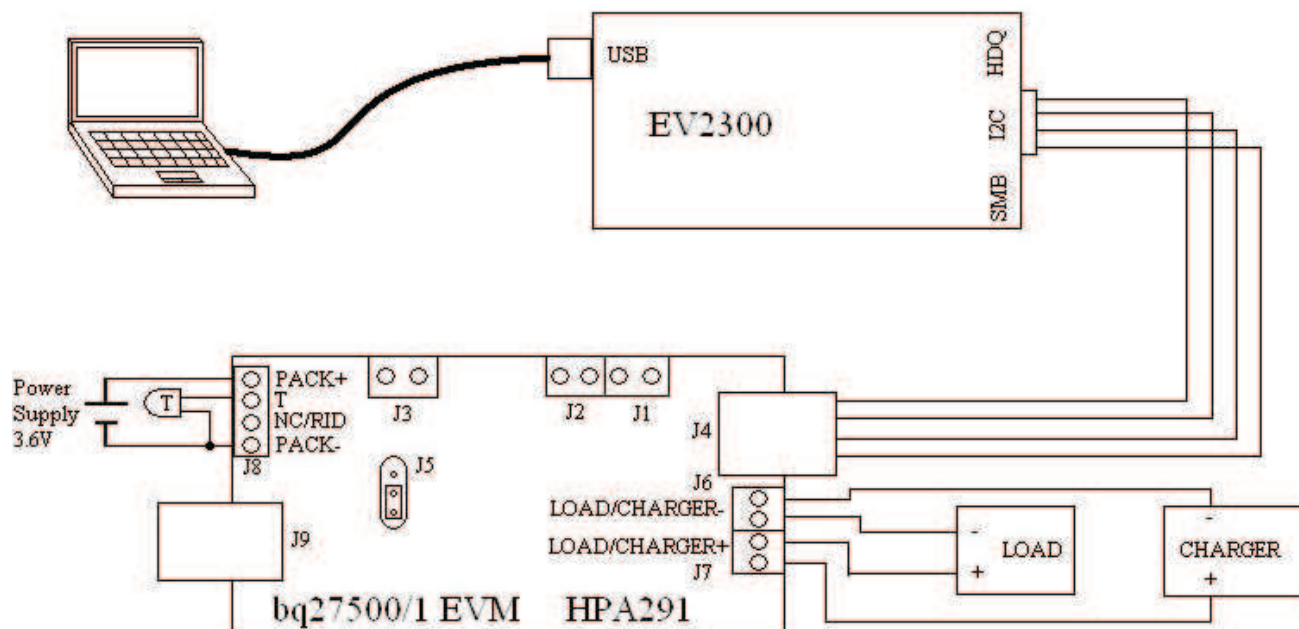 USB
HDQ
EV2300
I2C
SMB
Power
Supply
3.6V
T
PACK+
T
NC/RID
PACK-
J8
J3
J2
J1
J4
J5
J6
LOAD/CHARGER-
LOAD/CHARGER+
J7
J9
-
LOAD
+
-
CHARGER
+
bq27500/1 EVM HPA291